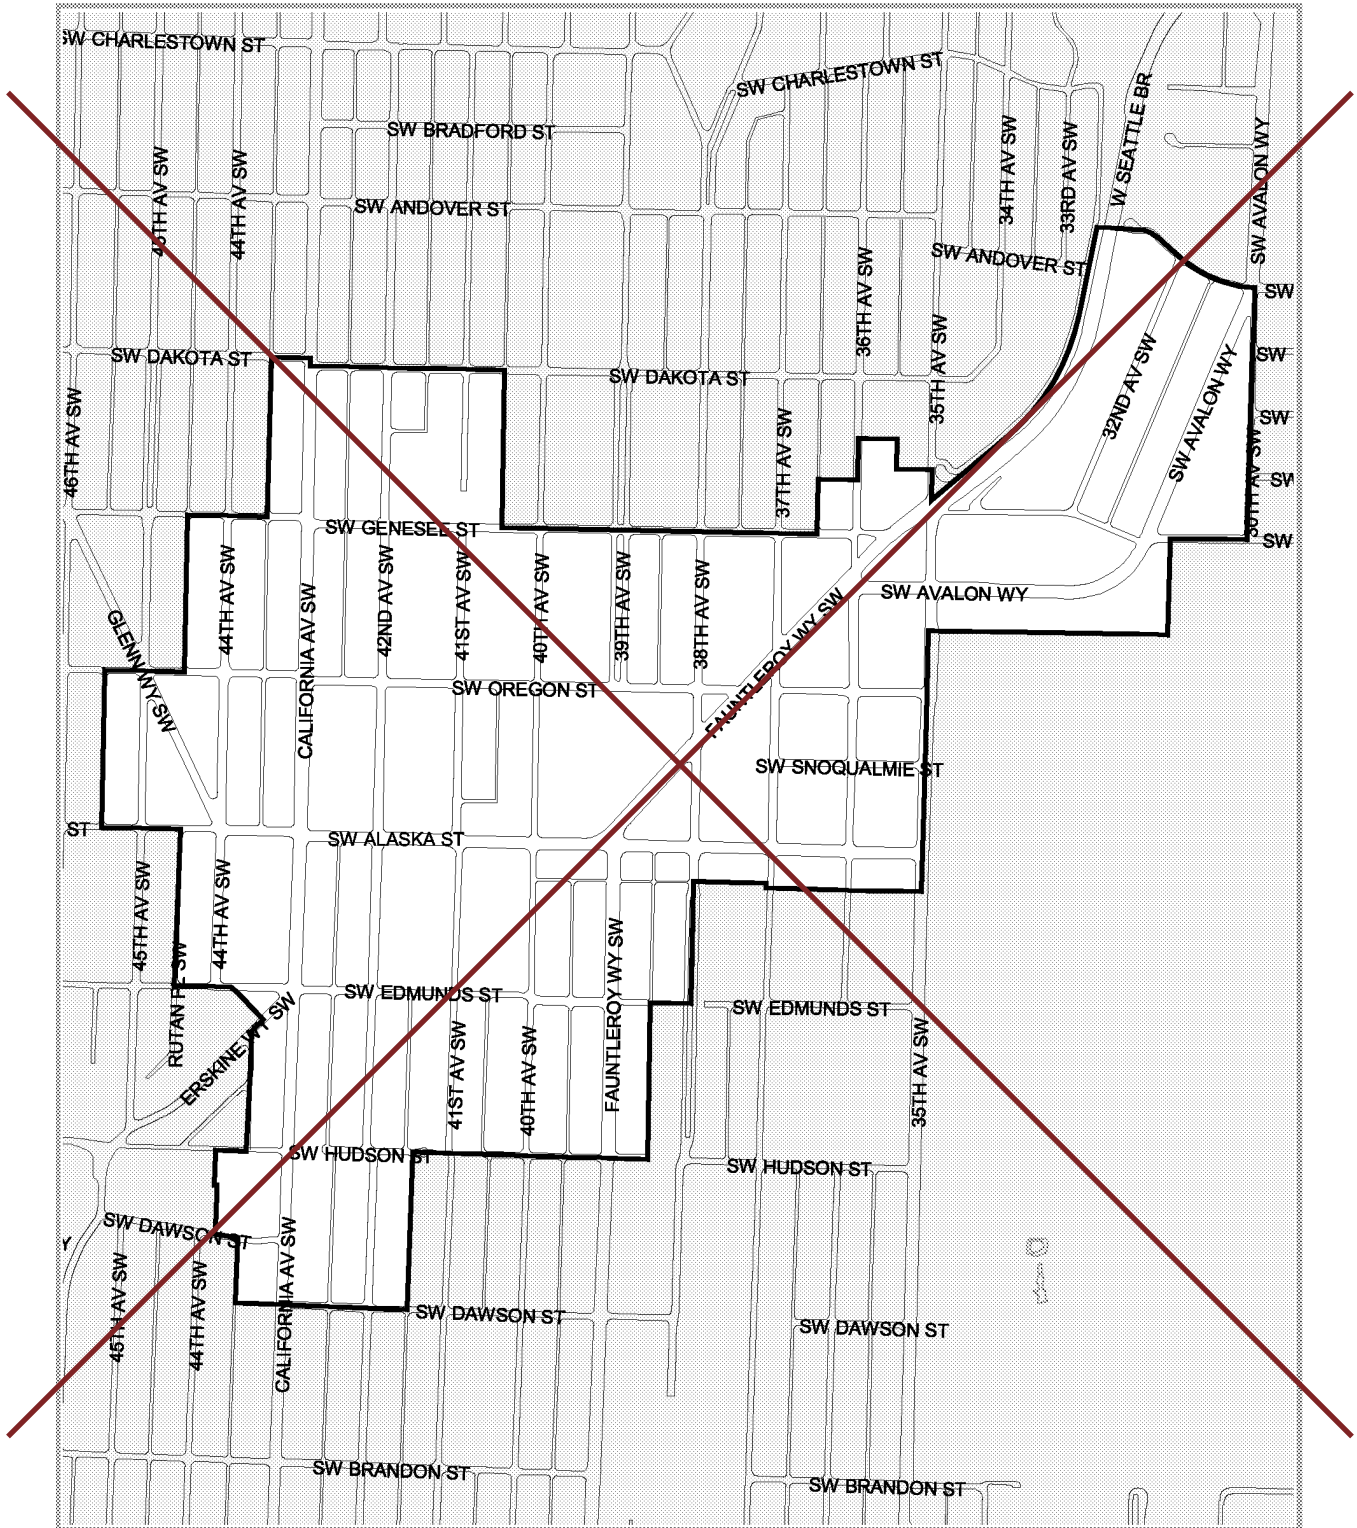 SW CHARLESTOWN ST
SW CHARLESTOWN ST
W SEATTLE BR
SW BRADFORD ST
34TH AV SW
33RD AV SW
SW AVALON WY
45TH AV SW
44TH AV SW
SW ANDOVER ST
SW ANDOVER ST
36TH AV SW
SW
SW DAKOTA ST
SW DAKOTA ST
35TH AV SW
32ND AV SW
SW AVALON WY
SW
46TH AV SW
37TH AV SW
SW
30TH AV SW
SW
SW GENESEE ST
SW
44TH AV SW
CALIFORNIA AV SW
42ND AV SW
41ST AV SW
40TH AV SW
39TH AV SW
38TH AV SW
SW AVALON WY
GLENN WY SW
FAUNTLEROY WY SW
SW OREGON ST
SW SNOQUALMIE ST
ST
SW ALASKA ST
45TH AV SW
44TH AV SW
FAUNTLEROY WY SW
SW EDMUNDS ST
SW EDMUNDS ST
RUTAN PL SW
ERSKINE WY SW
41ST AV SW
40TH AV SW
35TH AV SW
SW HUDSON ST
SW HUDSON ST
SW DAWSON ST
Y
45TH AV SW
44TH AV SW
CALIFORNIA AV SW
SW DAWSON ST
SW DAWSON ST
SW BRANDON ST
SW BRANDON ST